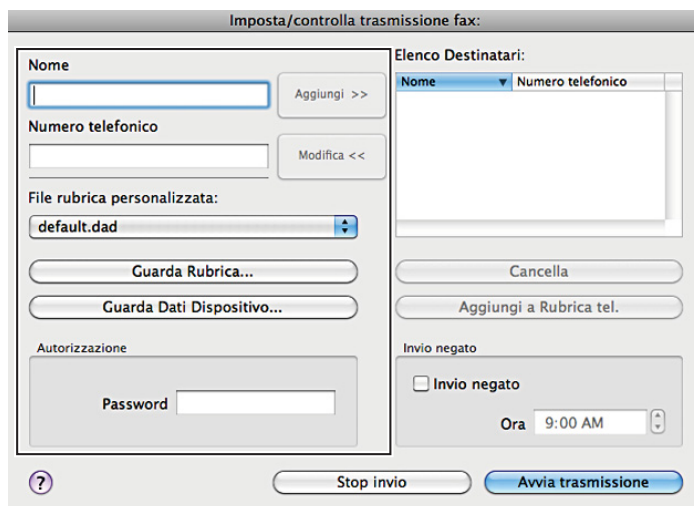 Imposta/controlla trasmissione fax:
Nome
Aggiungi >>
Numero telefonico
Modifica <<
File rubrica personalizzata:
default.dad
Guarda Rubrica...
Guarda Dati Dispositivo...
Autorizzazione
Password
Elenco Destinatari:
Nome Numero telefonico
Cancella
Aggiungi a Rubrica tel.
Invio negato
Invio negato
Ora 9:00 AM
?
Stop invio
Avvia trasmissione